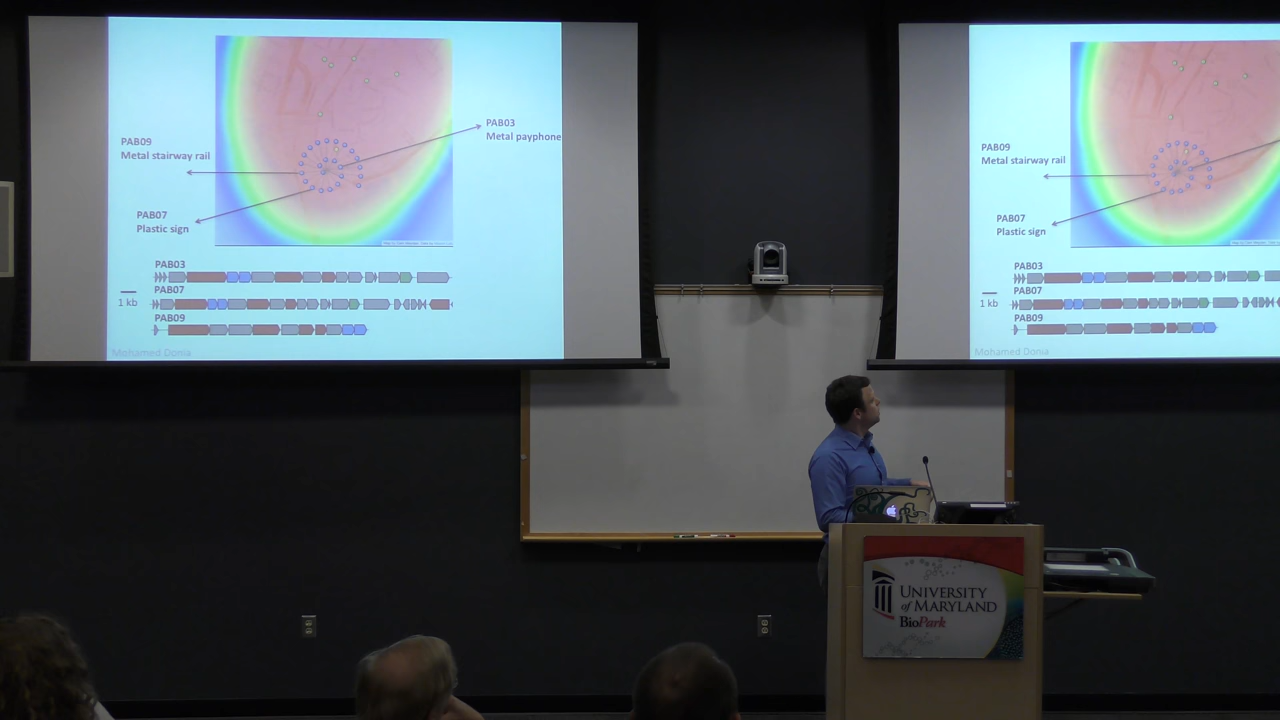 PAB03
Metal payphone
PAB09
Metal stairway rail
PAB07
Plastic sign
PAB03
1 kb
PAB07
PAB09
Mohamed Donia
PAB09
Metal stairway rail
PAB07
Plastic sign
PAB03
1 kb
PAB07
PAB09
Mohamed Donia
UNIVERSITY
of MARYLAND
BioPark